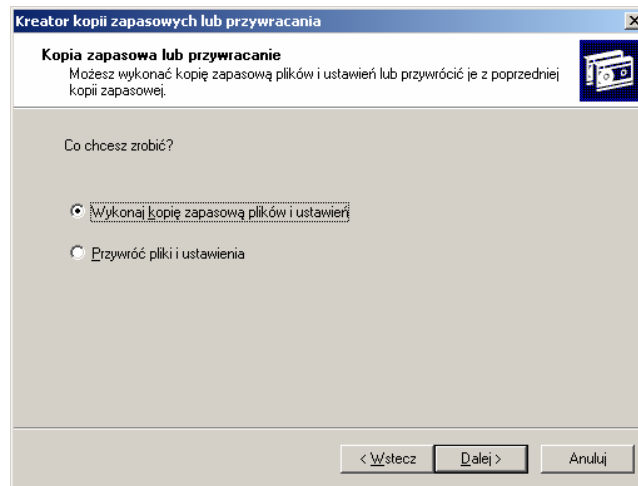 Kreator kopii zapasowych lub przywracania
Kopia zapasowa lub przywracanie
Możesz wykonać kopię zapasową plików i ustawień lub przywrócić je z poprzedniej
kopii zapasowej.
Co chcesz zrobić?
Wykonaj kopię zapasową plików i ustawień
Przywróć pliki i ustawienia
< Wstecz
Dalej >
Anuluj